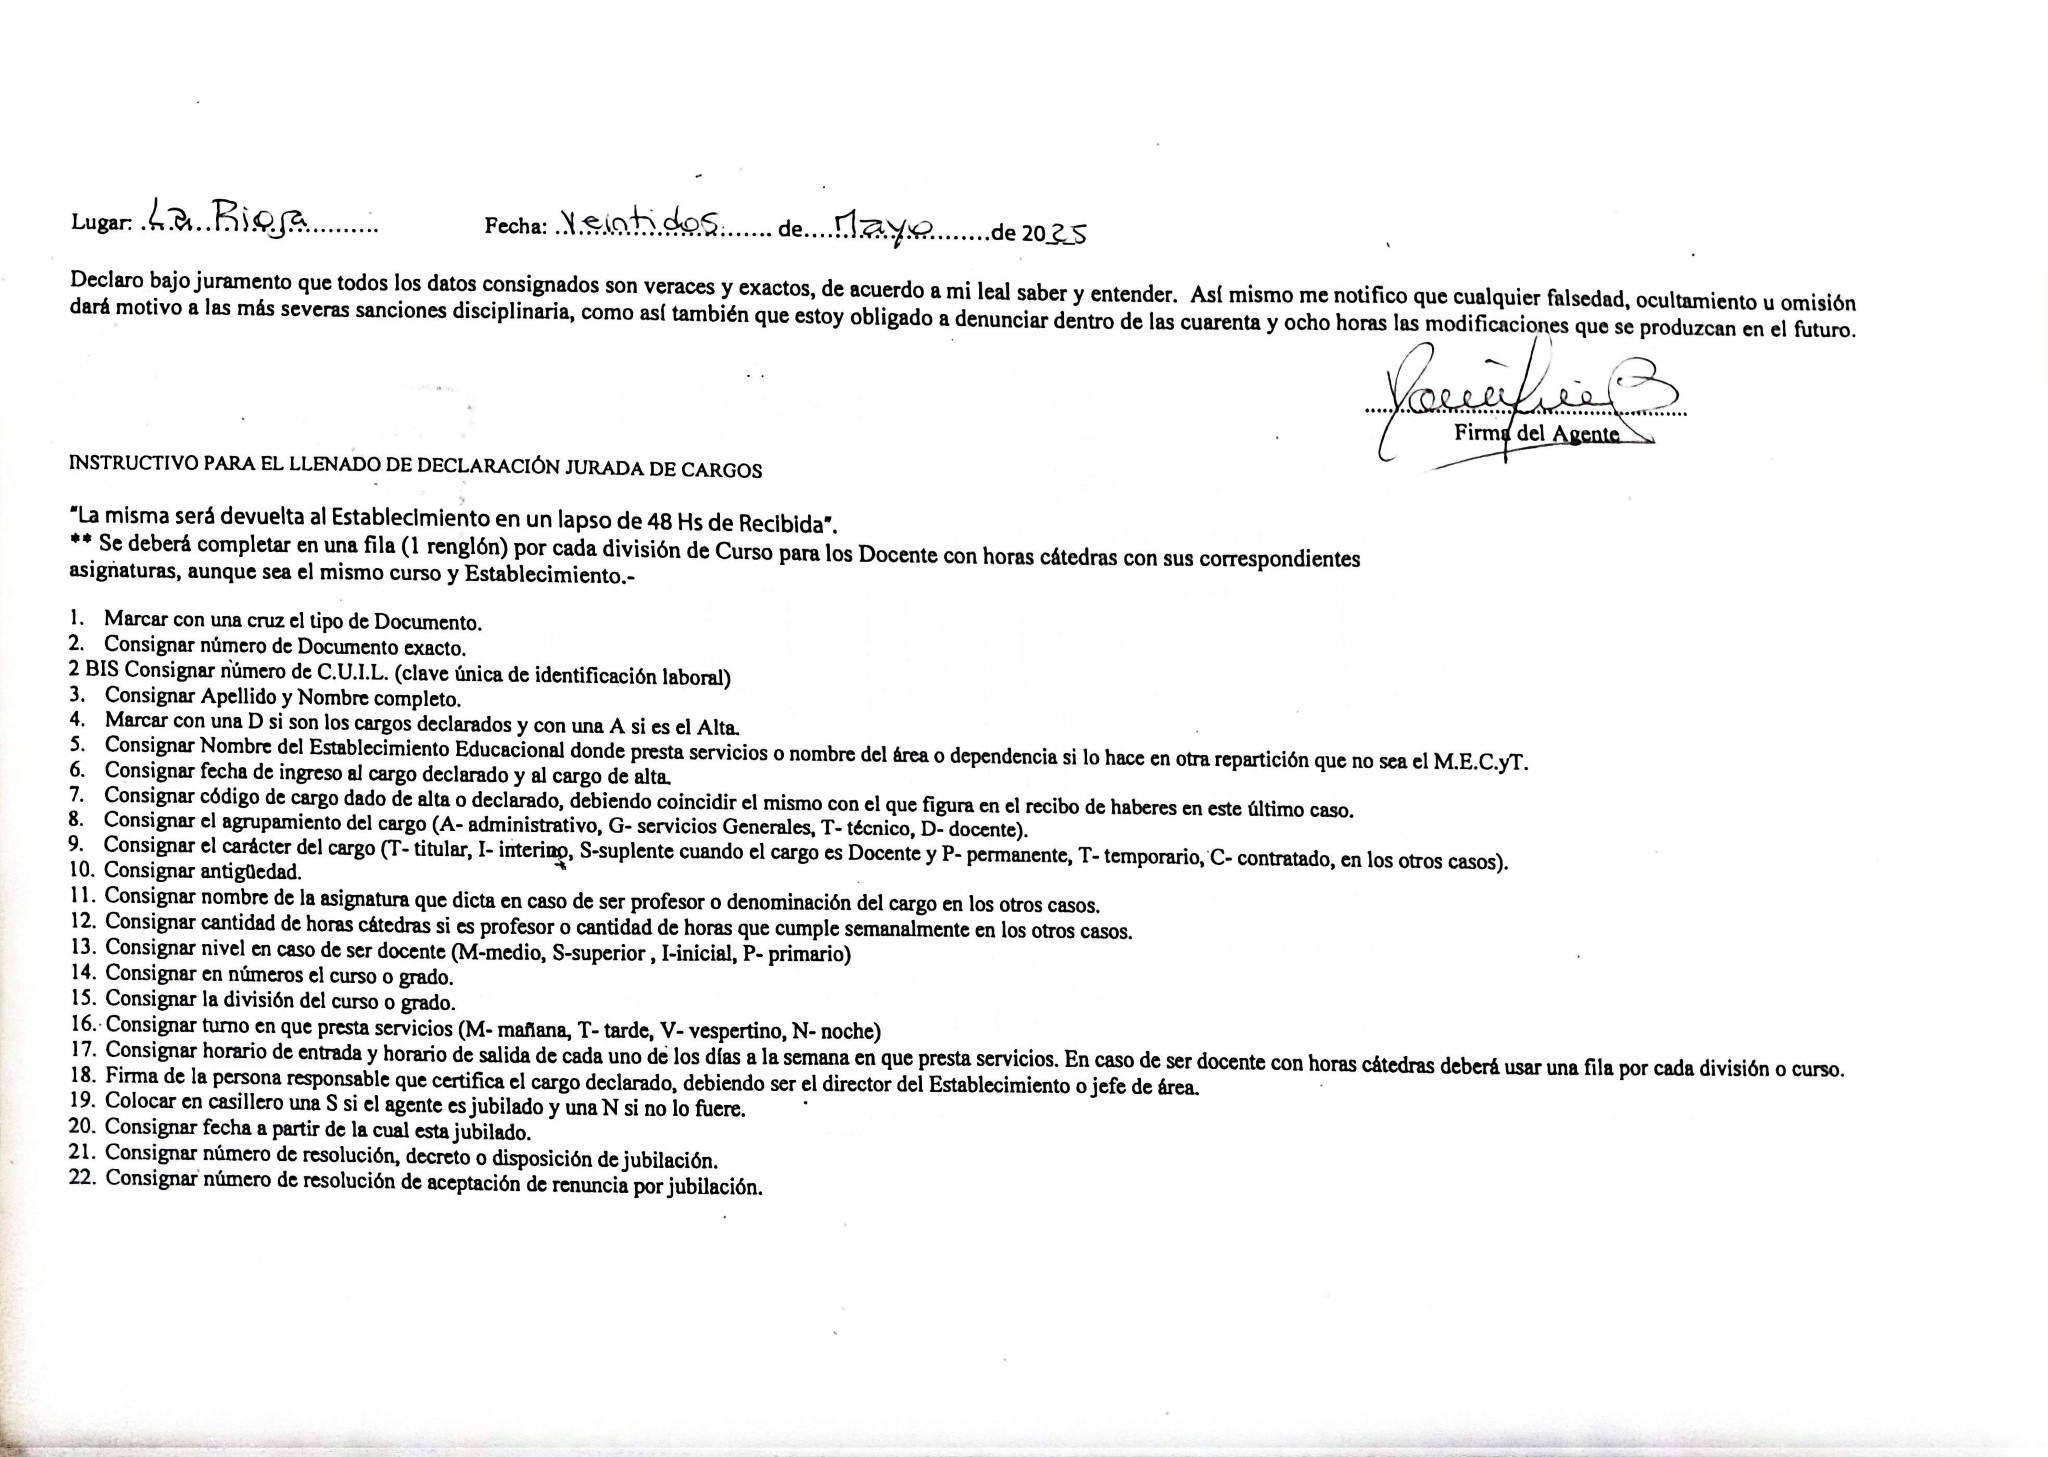 Lugar: La Rioja Fecha: Veintidos de Mayo de 2025
Declaro bajo juramento que todos los datos consignados son veraces y exactos, de acuerdo a mi leal saber y entender. Así mismo me notifico que cualquier falsedad, ocultamiento u omisión
dará motivo a las más severas sanciones disciplinaria, como así también que estoy obligado a denunciar dentro de las cuarenta y ocho horas las modificaciones que se produzcan en el futuro.
Firma del Agente
INSTRUCTIVO PARA EL LLENADO DE DECLARACIÓN JURADA DE CARGOS
"La misma será devuelta al Establecimiento en un lapso de 48 Hs de Recibida".
** Se deberá completar en una fila (1 renglón) por cada división de Curso para los Docente con horas cátedras con sus correspondientes
asignaturas, aunque sea el mismo curso y Establecimiento.-
1. Marcar con una cruz el tipo de Documento.
2. Consignar número de Documento exacto.
2 BIS Consignar número de C.U.I.L. (clave única de identificación laboral)
3. Consignar Apellido y Nombre completo.
4. Marcar con una D si son los cargos declarados y con una A si es el Alta.
5. Consignar Nombre del Establecimiento Educacional donde presta servicios o nombre del área o dependencia si lo hace en otra repartición que no sea el M.E.C.yT.
6. Consignar fecha de ingreso al cargo declarado y al cargo de alta.
7. Consignar código de cargo dado de alta o declarado, debiendo coincidir el mismo con el que figura en el recibo de haberes en este último caso.
8. Consignar el agrupamiento del cargo (A- administrativo, G- servicios Generales, T- técnico, D- docente).
9. Consignar el carácter del cargo (T- titular, I- interino, S-suplente cuando el cargo es Docente y P- permanente, T- temporario, C- contratado, en los otros casos).
10. Consignar antigüedad.
11. Consignar nombre de la asignatura que dicta en caso de ser profesor o denominación del cargo en los otros casos.
12. Consignar cantidad de horas cátedras si es profesor o cantidad de horas que cumple semanalmente en los otros casos.
13. Consignar nivel en caso de ser docente (M-medio, S-superior , I-inicial, P- primario)
14. Consignar en números el curso o grado.
15. Consignar la división del curso o grado.
16. Consignar turno en que presta servicios (M- mañana, T- tarde, V- vespertino, N- noche)
17. Consignar horario de entrada y horario de salida de cada uno de los días a la semana en que presta servicios. En caso de ser docente con horas cátedras deberá usar una fila por cada división o curso.
18. Firma de la persona responsable que certifica el cargo declarado, debiendo ser el director del Establecimiento o jefe de área.
19. Colocar en casillero una S si el agente es jubilado y una N si no lo fuere.
20. Consignar fecha a partir de la cual esta jubilado.
21. Consignar número de resolución, decreto o disposición de jubilación.
22. Consignar número de resolución de aceptación de renuncia por jubilación.